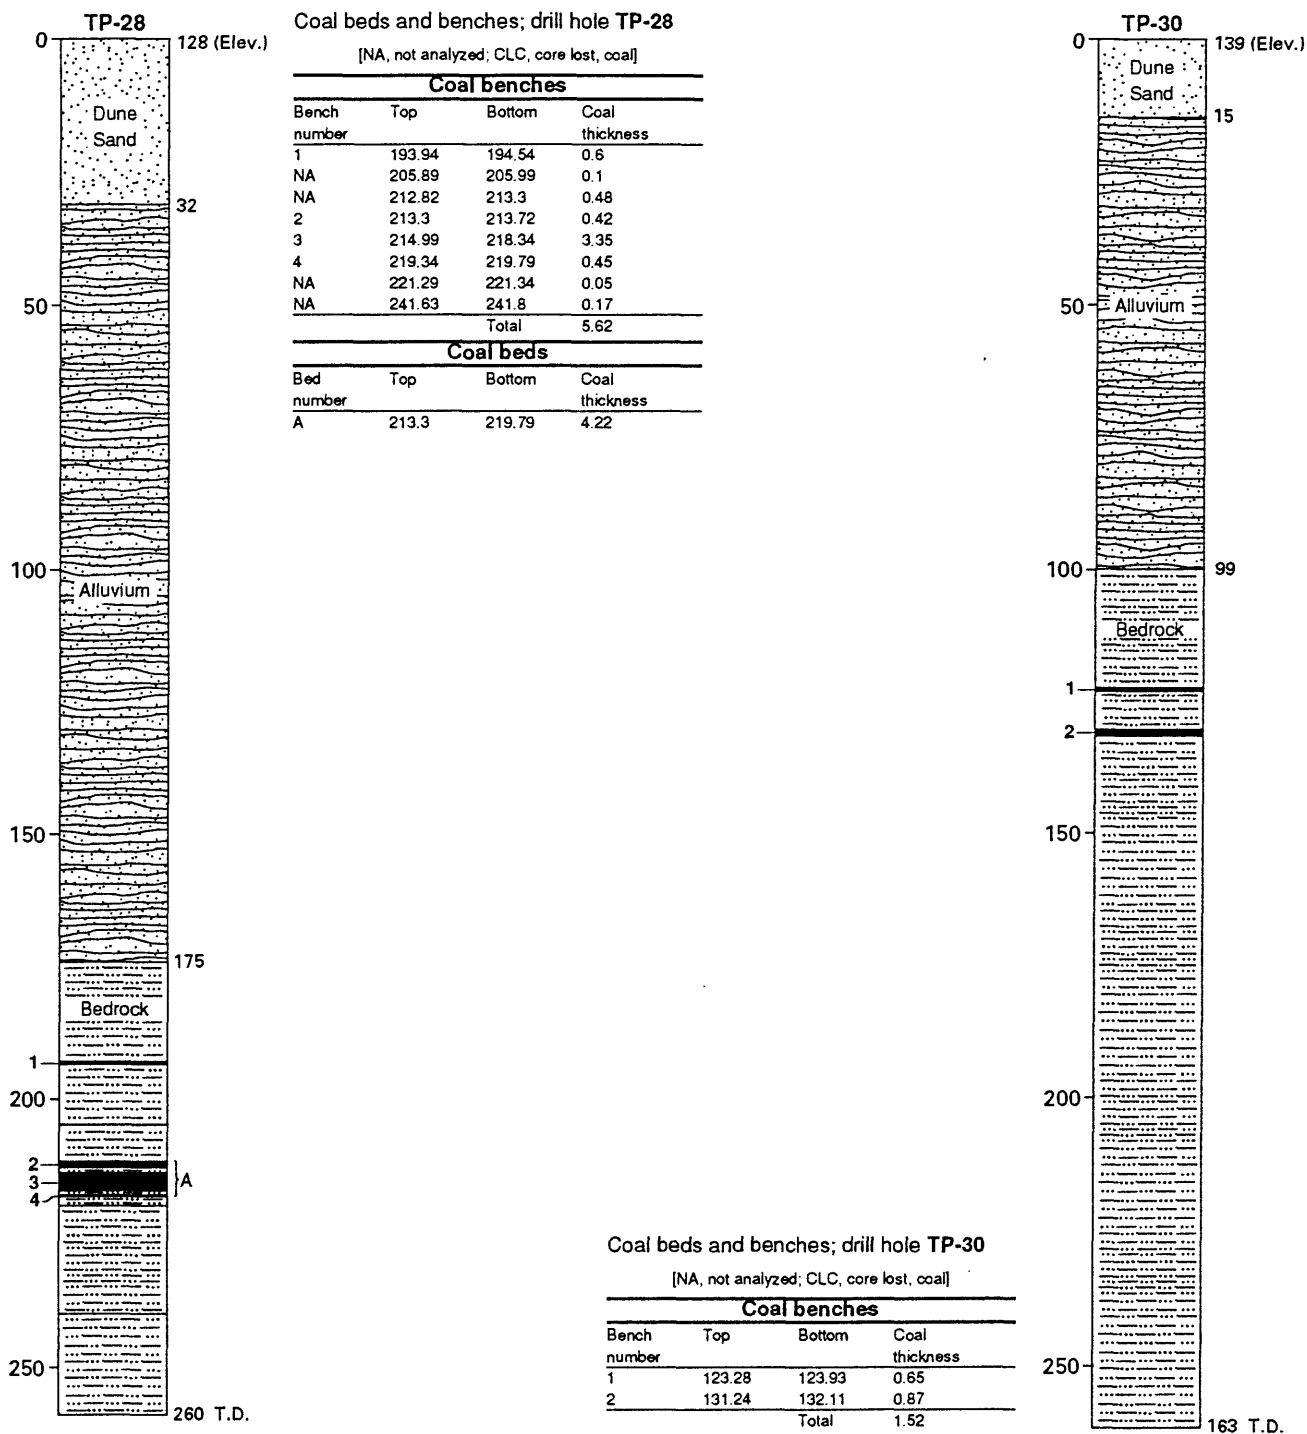 TP-28
0
128 (Elev.)
Dune
Sand
32
50
100
Alluvium
150
175
Bedrock
1
200
2
3
4
A
250
260 T.D.
Coal beds and benches; drill hole TP-28
[NA, not analyzed; CLC, core lost, coal]
Coal benches
Bench number Top Bottom Coal thickness
1 193.94 194.54 0.6
NA 205.89 205.99 0.1
NA 212.82 213.3 0.48
2 213.3 213.72 0.42
3 214.99 218.34 3.35
4 219.34 219.79 0.45
NA 221.29 221.34 0.05
NA 241.63 241.8 0.17
Total 5.62
Coal beds
Bed number Top Bottom Coal thickness
A 213.3 219.79 4.22
TP-30
0
139 (Elev.)
Dune
Sand
15
50
Alluvium
100
99
Bedrock
1
2
150
200
250
163 T.D.
Coal beds and benches; drill hole TP-30
[NA, not analyzed; CLC, core lost, coal]
Coal benches
Bench number Top Bottom Coal thickness
1 123.28 123.93 0.65
2 131.24 132.11 0.87
Total 1.52